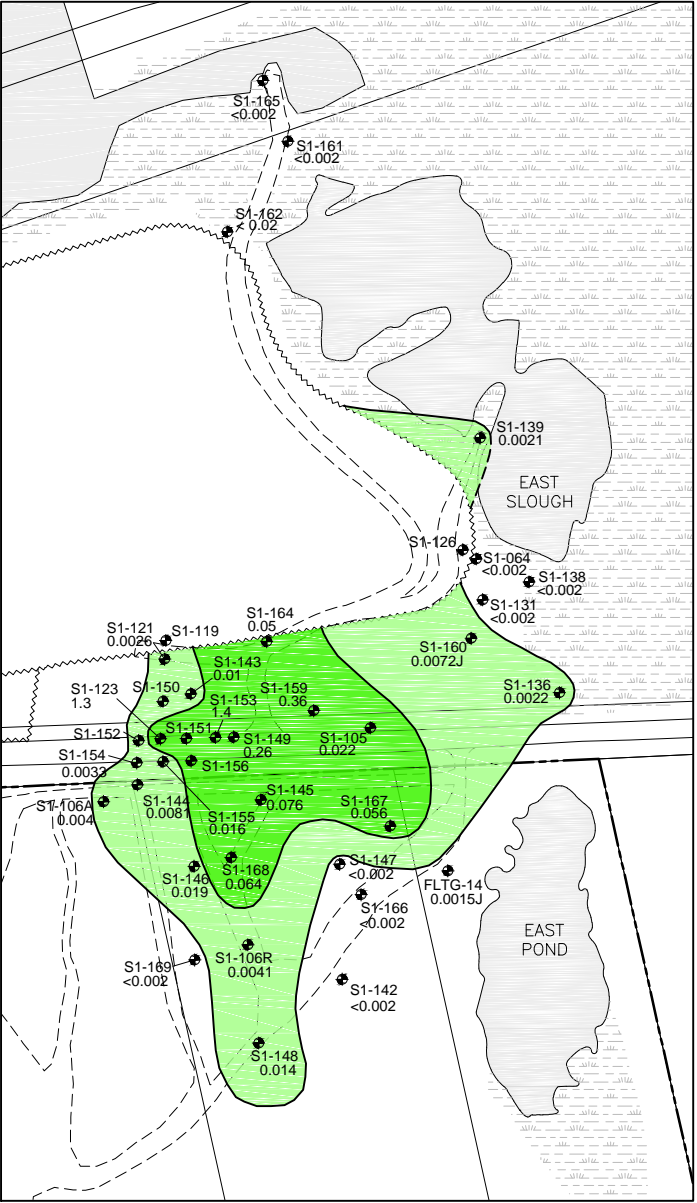 S1-165
<0.002
S1-161
<0.002
S1-162
< 0.02
S1-139
0.0021
EAST
SLOUGH
S1-126
S1-064
<0.002
S1-138
<0.002
S1-131
<0.002
S1-164
0.05
S1-121
0.0026
S1-119
S1-160
0.0072J
S1-143
0.01
S1-123
1.3
S1-150
S1-153
1.4
S1-159
0.36
S1-136
0.0022
S1-152
S1-151
S1-149
0.26
S1-105
0.022
S1-154
0.0033
S1-156
S1-106A
0.004
S1-144
0.0081
S1-145
0.076
S1-167
0.056
S1-155
0.016
S1-146
0.019
S1-168
0.064
S1-147
<0.002
FLTG-14
0.0015J
S1-166
<0.002
EAST
POND
S1-106R
0.0041
S1-169
<0.002
S1-142
<0.002
S1-148
0.014